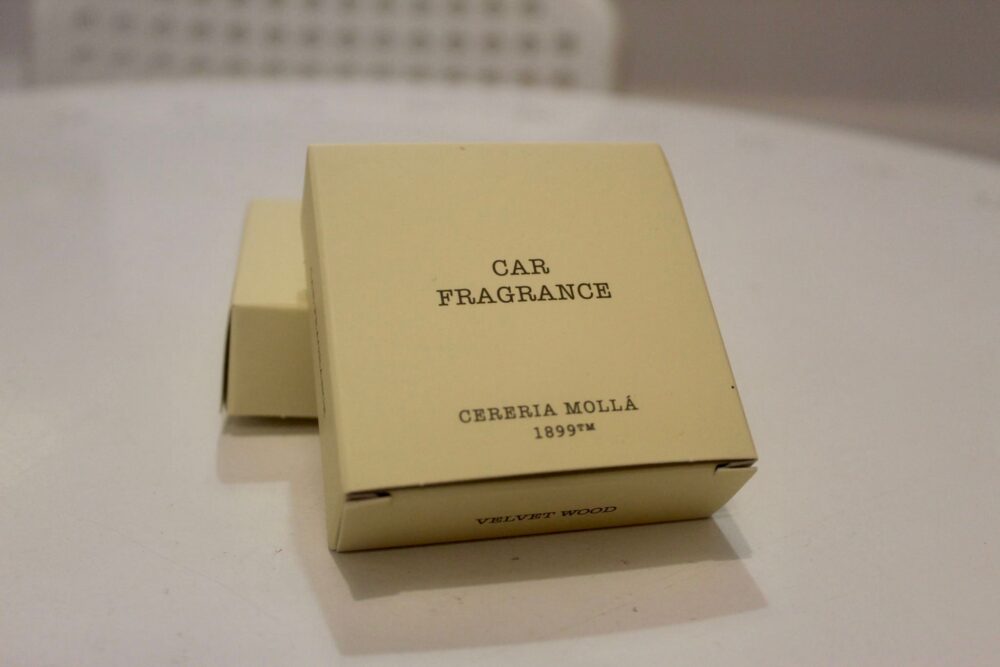 CAR
FRAGRANCE
CERERIA MOLLÁ
1899™
VELVET WOOD